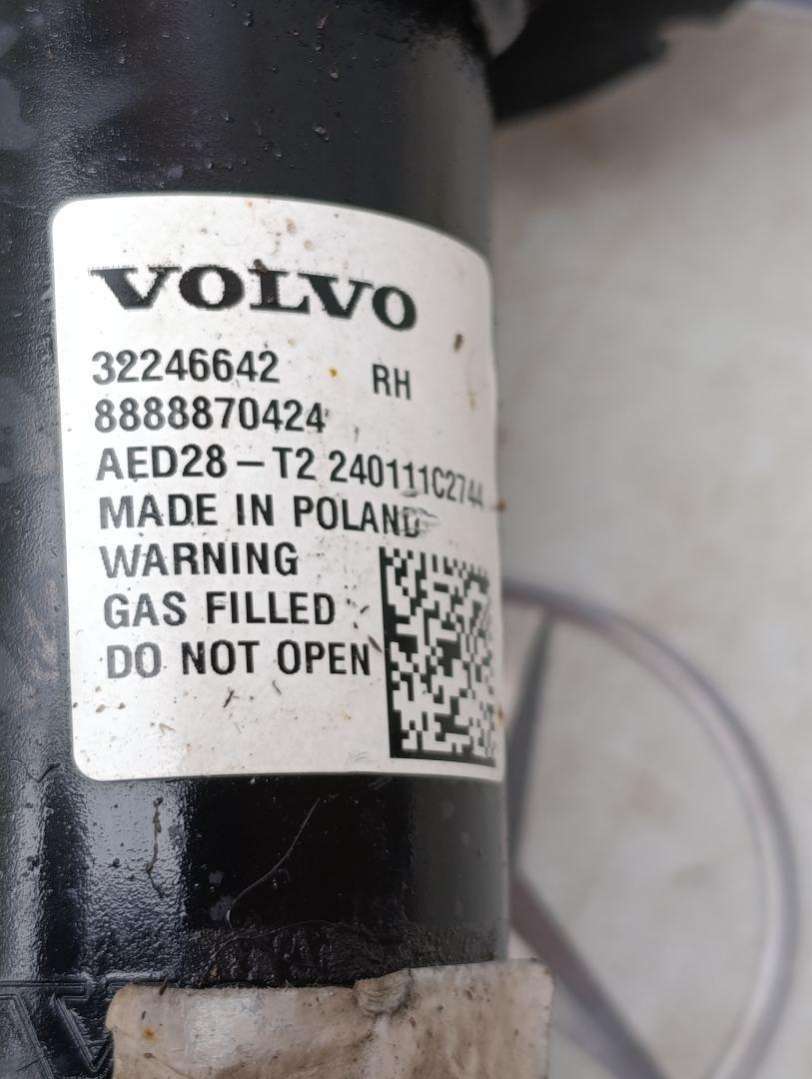 VOLVO
32246642 RH
8888870424
AED28-T2 240111C2744
MADE IN POLAND
WARNING
GAS FILLED
DO NOT OPEN